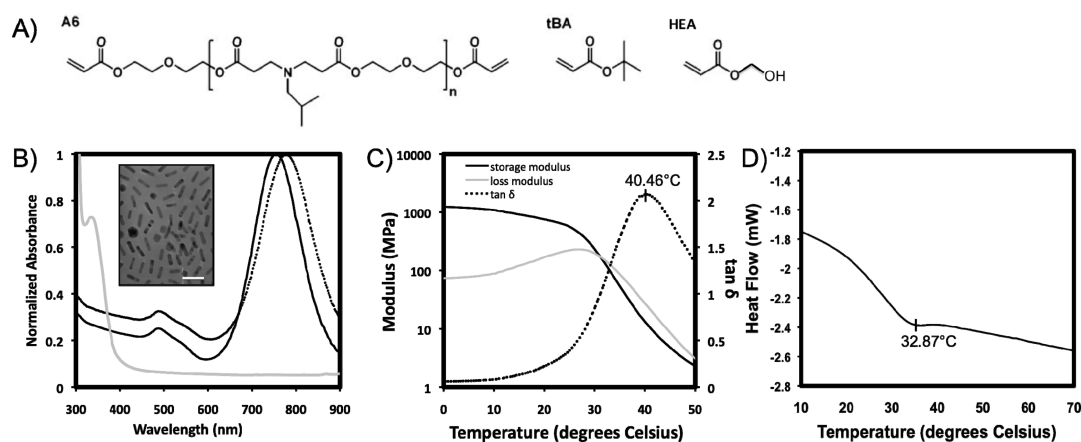 A)
A6
O
O
O
O
O
O
O
O
O
O
N
n
tBA
O
O
HEA
O
O
OH
B)
Normalized Absorbance
1
0.8
0.6
0.4
0.2
0
300 400 500 600 700 800 900
Wavelength (nm)
C)
Modulus (MPa)
10000
1000
100
10
1
storage modulus
loss modulus
tan δ
40.46°C
2.5
2
1.5
1
0.5
0
tan δ
0 10 20 30 40 50
Temperature (degrees Celsius)
D)
Heat Flow (mW)
-1.2
-1.4
-1.6
-1.8
-2
-2.2
-2.4
-2.6
-2.8
32.87°C
10 20 30 40 50 60 70
Temperature (degrees Celsius)